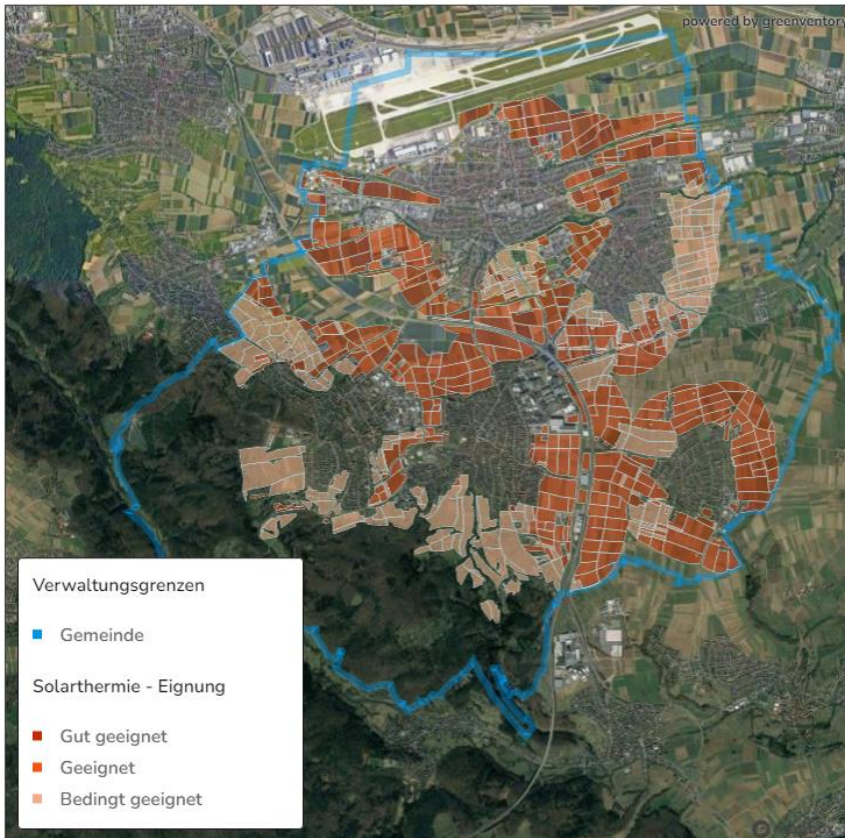 powered by greenventory
Verwaltungsgrenzen
Gemeinde
Solarthermie - Eignung
Gut geeignet
Geeignet
Bedingt geeignet